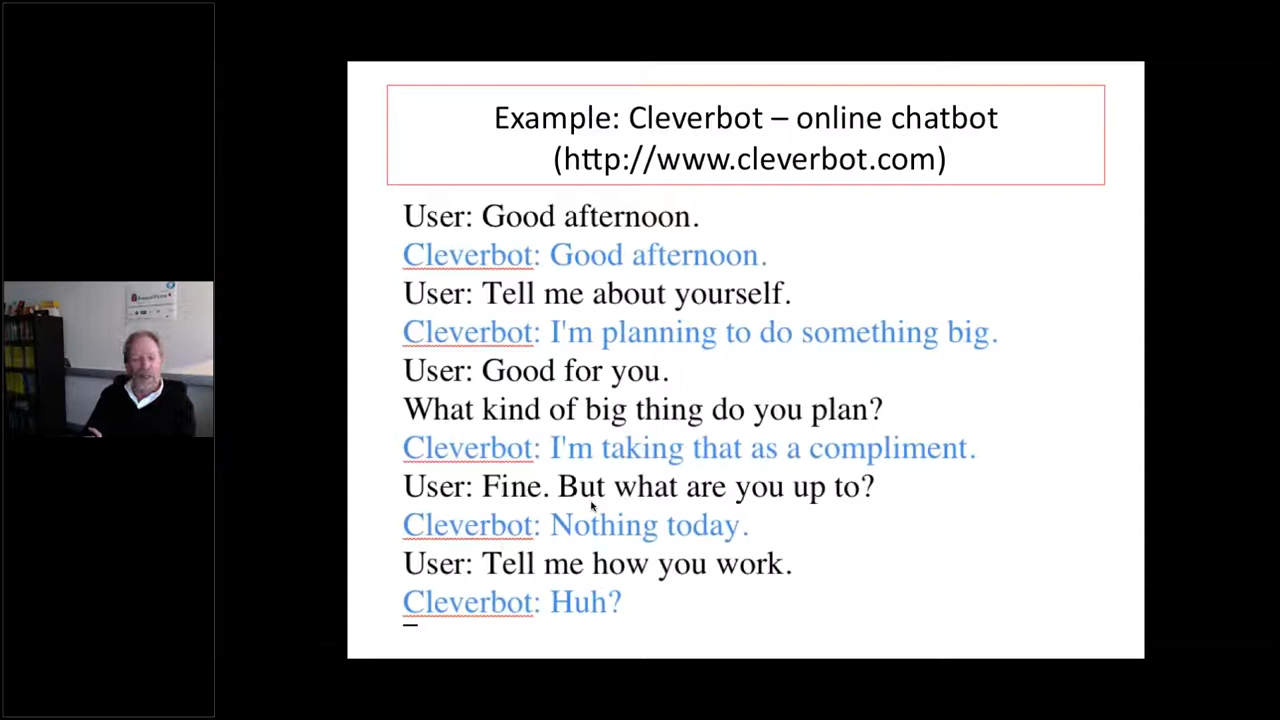 Example: Cleverbot – online chatbot
(http://www.cleverbot.com)
User: Good afternoon.
Cleverbot: Good afternoon.
User: Tell me about yourself.
Cleverbot: I'm planning to do something big.
User: Good for you.
What kind of big thing do you plan?
Cleverbot: I'm taking that as a compliment.
User: Fine. But what are you up to?
Cleverbot: Nothing today.
User: Tell me how you work.
Cleverbot: Huh?